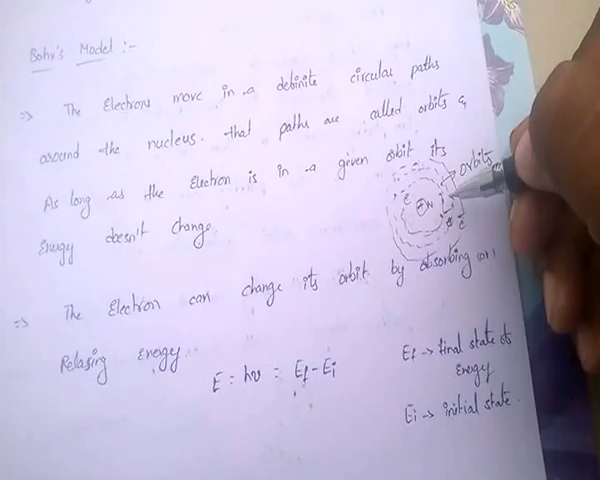 Bohr's Model :-
=> The Electrons move in a definite circular paths
around the nucleus. that paths are called orbits &
As long as the Electron is in a given orbit its
Energy doesn't change.
orbits
e
+ N
e
e
=> The Electron can change its orbit by absorbing (or)
Relasing Energy
E = hν = Ef - Ei
Ef → final state of
Energy
Ei → initial state.